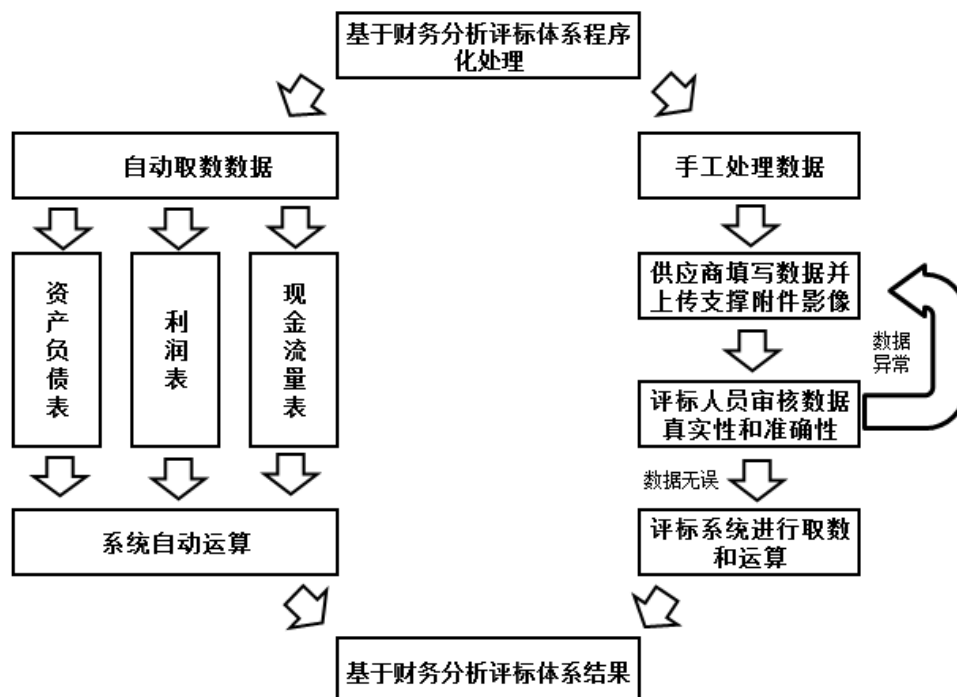 基于财务分析评标体系程序
化处理
自动取数数据
手工处理数据
资产负债表
利润表
现金流量表
供应商填写数据并
上传支撑附件影像
数据
异常
评标人员审核数据
真实性和准确性
数据无误
系统自动运算
评标系统进行取数
和运算
基于财务分析评标体系结果